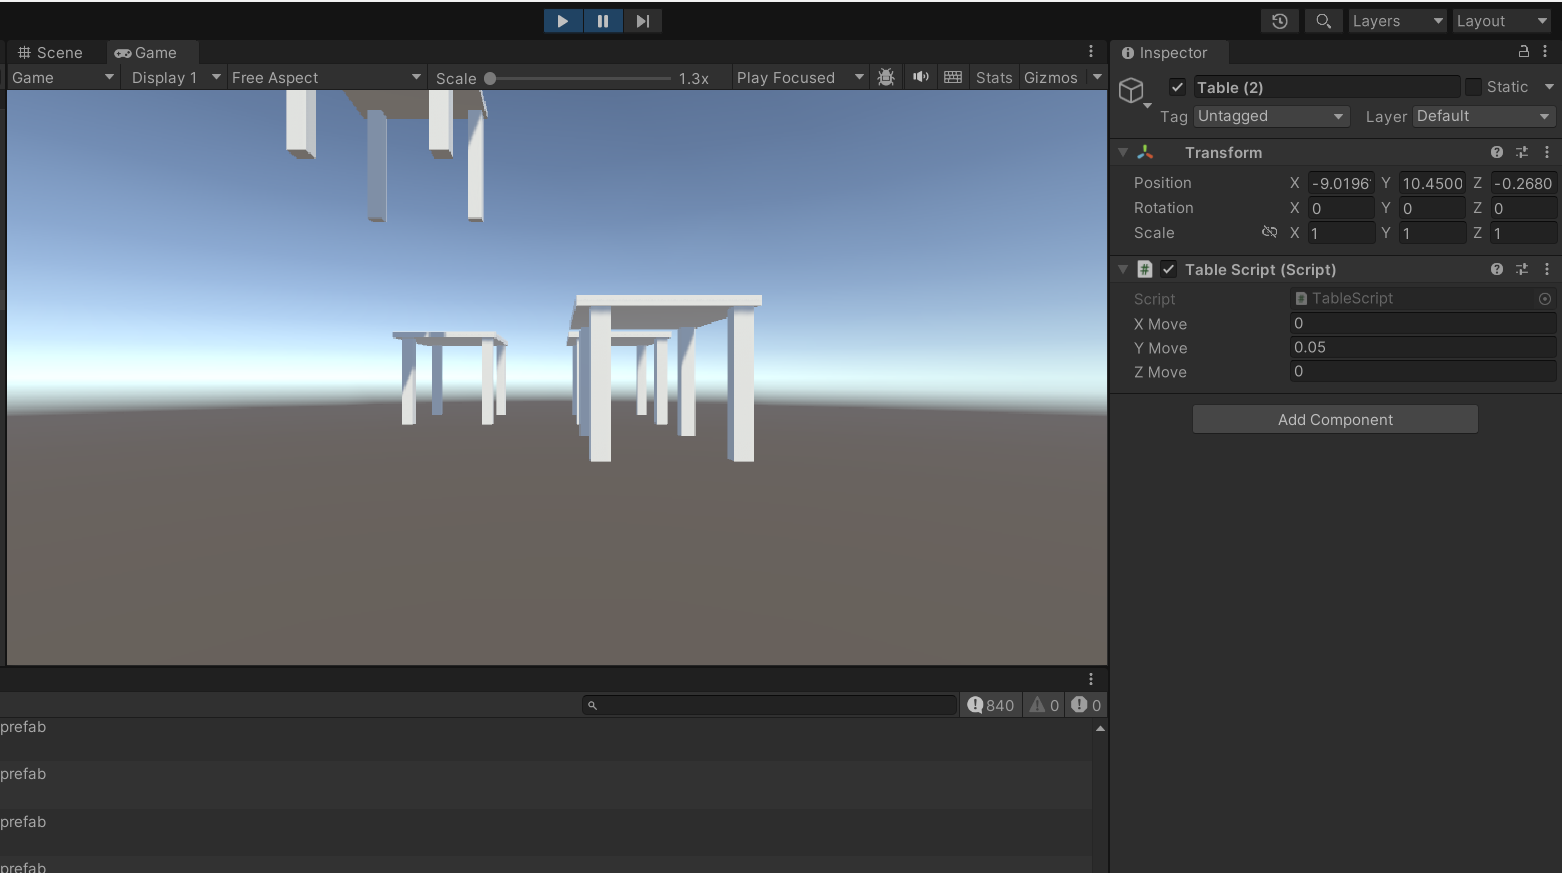 Layers Layout
Scene Game Inspector
Game Display 1 Free Aspect Scale 1.3x Play Focused Stats Gizmos
Table (2) Static
Tag Untagged Layer Default
Transform
Position X -9.0196 Y 10.4500 Z -0.2680
Rotation X 0 Y 0 Z 0
Scale X 1 Y 1 Z 1
# Table Script (Script)
Script # TableScript
X Move 0
Y Move 0.05
Z Move 0
Add Component
840 0 0
prefab
prefab
prefab
prefab